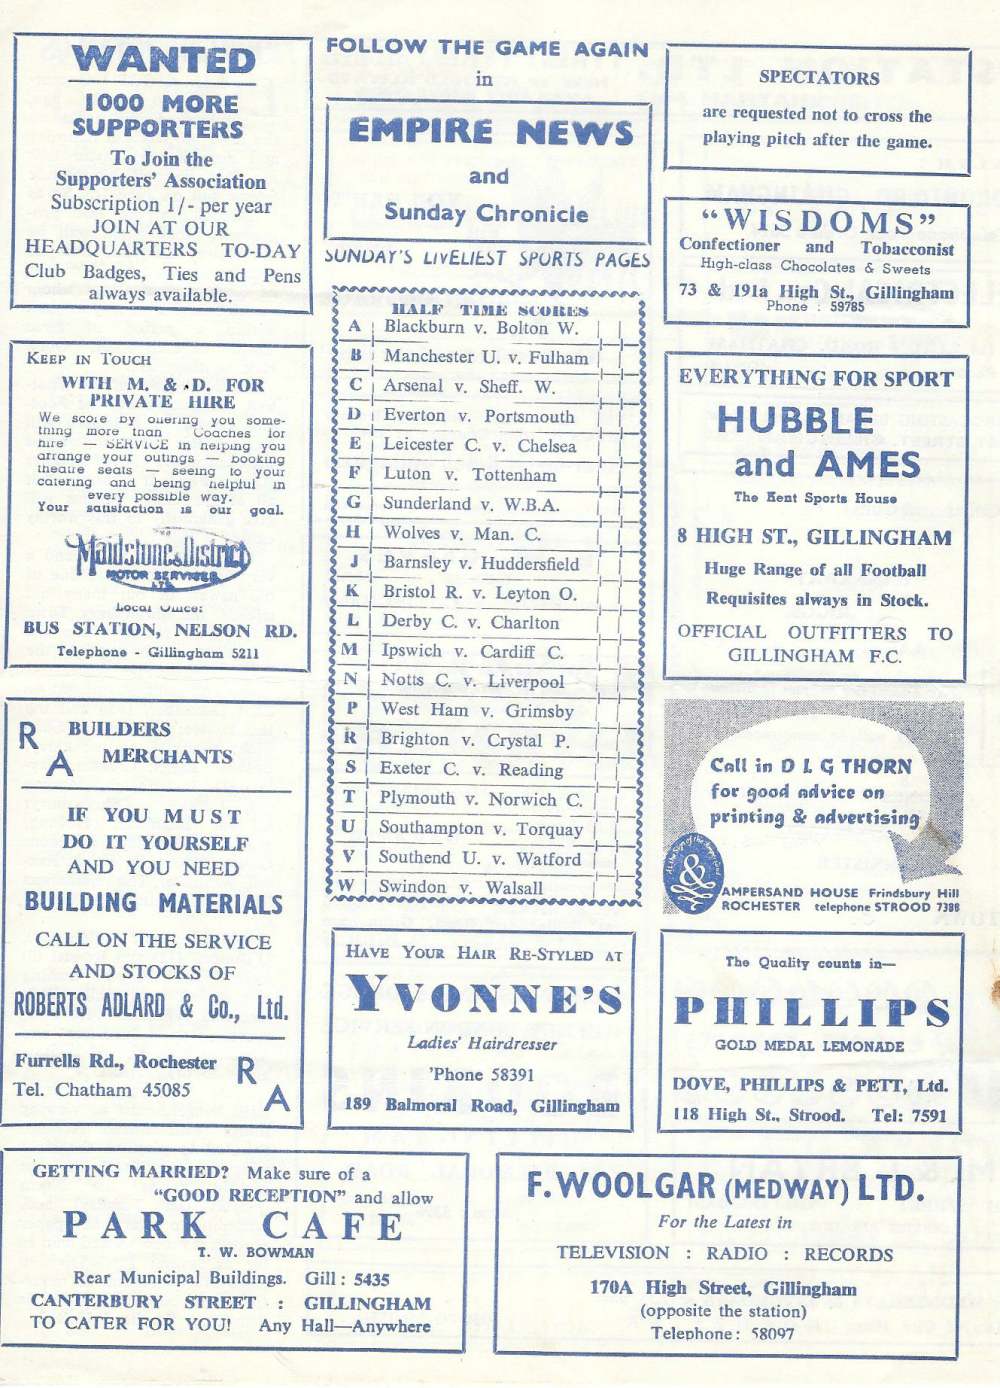 WANTED
1000 MORE
SUPPORTERS
To Join the
Supporters' Association
Subscription 1/- per year
JOIN AT OUR
HEADQUARTERS TO-DAY
Club Badges, Ties and Pens
always available.
KEEP IN TOUCH
WITH M. & D. FOR
PRIVATE HIRE
We score by offering you some-
thing more than Coaches for
hire — SERVICE in helping you
arrange your outings — booking
theatre seats — seeing to your
catering and being helpful in
every possible way.
Your satisfaction is our goal.
Maidstone & District
MOTOR SERVICES
LTD.
Local Office:
BUS STATION, NELSON RD.
Telephone - Gillingham 5211
R A
BUILDERS
MERCHANTS
IF YOU MUST
DO IT YOURSELF
AND YOU NEED
BUILDING MATERIALS
CALL ON THE SERVICE
AND STOCKS OF
ROBERTS ADLARD & Co., Ltd.
Furrells Rd., Rochester
Tel. Chatham 45085
R A
FOLLOW THE GAME AGAIN
in
EMPIRE NEWS
and
Sunday Chronicle
SUNDAY'S LIVELIEST SPORTS PAGES
HALF TIME SCORES
A Blackburn v. Bolton W.
B Manchester U. v. Fulham
C Arsenal v. Sheff. W.
D Everton v. Portsmouth
E Leicester C. v. Chelsea
F Luton v. Tottenham
G Sunderland v. W.B.A.
H Wolves v. Man. C.
J Barnsley v. Huddersfield
K Bristol R. v. Leyton O.
L Derby C. v. Charlton
M Ipswich v. Cardiff C.
N Notts C. v. Liverpool
P West Ham v. Grimsby
R Brighton v. Crystal P.
S Exeter C. v. Reading
T Plymouth v. Norwich C.
U Southampton v. Torquay
V Southend U. v. Watford
W Swindon v. Walsall
HAVE YOUR HAIR RE-STYLED AT
YVONNE'S
Ladies' Hairdresser
'Phone 58391
189 Balmoral Road, Gillingham
SPECTATORS
are requested not to cross the
playing pitch after the game.
"WISDOMS"
Confectioner and Tobacconist
High-class Chocolates & Sweets
73 & 191a High St., Gillingham
Phone : 59785
EVERYTHING FOR SPORT
HUBBLE
and AMES
The Kent Sports House
8 HIGH ST., GILLINGHAM
Huge Range of all Football
Requisites always in Stock.
OFFICIAL OUTFITTERS TO
GILLINGHAM F.C.
Call in D L G THORN
for good advice on
printing & advertising
&
AMPERSAND HOUSE Frindsbury Hill
ROCHESTER telephone STROOD 7388
The Quality counts in—
PHILLIPS
GOLD MEDAL LEMONADE
DOVE, PHILLIPS & PETT, Ltd.
118 High St., Strood. Tel: 7591
GETTING MARRIED? Make sure of a
"GOOD RECEPTION" and allow
PARK CAFE
T. W. BOWMAN
Rear Municipal Buildings. Gill : 5435
CANTERBURY STREET : GILLINGHAM
TO CATER FOR YOU! Any Hall—Anywhere
F. WOOLGAR (MEDWAY) LTD.
For the Latest in
TELEVISION : RADIO : RECORDS
170A High Street, Gillingham
(opposite the station)
Telephone : 58097